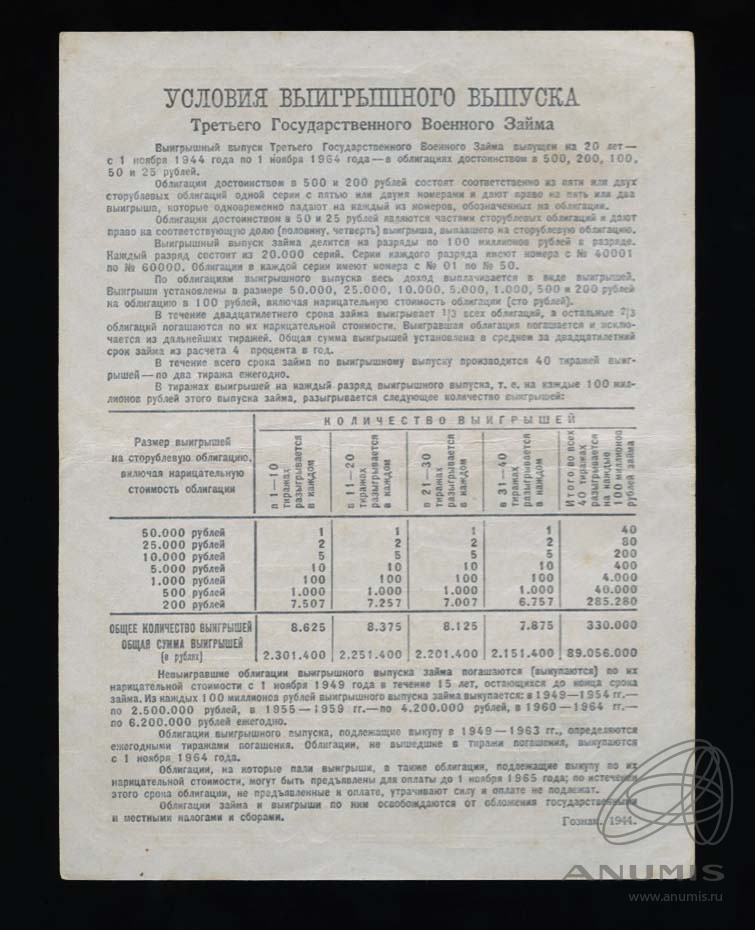 УСЛОВИЯ ВЫИГРЫШНОГО ВЫПУСКА
Третьего Государственного Военного Займа
Выигрышный выпуск Третьего Государственного Военного Займа выпущен на 20 лет—
с 1 ноября 1944 года по 1 ноября 1964 года—в облигациях достоинством в 500, 200, 100,
50 и 25 рублей.
Облигации достоинством в 500 и 200 рублей состоят соответственно из пяти или двух
сторублевых облигаций одной серии с пятью или двумя номерами и дают право на пять или два
выигрыша, которые одновременно падают на каждый из номеров, обозначенных на облигации.
Облигации достоинством в 50 и 25 рублей являются частями сторублевых облигаций и дают
право на соответствующую долю (половину, четверть) выигрыша, выпавшего на сторублевую облигацию.
Выигрышный выпуск займа делится на разряды по 100 миллионов рублей в разряде.
Каждый разряд состоит из 20.000 серий. Серии каждого разряда имеют номера с № 40001
по № 60000. Облигации в каждой серии имеют номера с № 01 по № 50.
По облигациям выигрышного выпуска весь доход выплачивается в виде выигрышей.
Выигрыши установлены в размере 50.000, 25.000, 10.000, 5.000, 1.000, 500 и 200 рублей
на облигацию в 100 рублей, включая нарицательную стоимость облигации (сто рублей).
В течение двадцатилетнего срока займа выигрывает 1/3 всех облигаций, а остальные 2/3
облигаций погашаются по их нарицательной стоимости. Выигравшая облигация погашается и исклю-
чается из дальнейших тиражей. Общая сумма выигрышей установлена в среднем за двадцатилетний
срок займа из расчета 4 процента в год.
В течение всего срока займа по выигрышному выпуску производится 40 тиражей выиг-
рышей—по два тиража ежегодно.
В тиражах выигрышей на каждый разряд выигрышного выпуска, т. е. на каждые 100 мил-
лионов рублей этого выпуска займа, разыгрывается следующее количество выигрышей:
Размер выигрышей
на сторублевую облигацию,
включая нарицательную
стоимость облигации
КОЛИЧЕСТВО ВЫИГРЫШЕЙ
в 1—10 тиражах разыгрывается в каждом
в 11—20 тиражах разыгрывается в каждом
в 21—30 тиражах разыгрывается в каждом
в 31—40 тиражах разыгрывается в каждом
Итого во всех 40 тиражах разыгрывается на каждые 100 миллионов рублей займа
50.000 рублей 1 1 1 1 40
25.000 рублей 2 2 2 2 80
10.000 рублей 5 5 5 5 200
5.000 рублей 10 10 10 10 400
1.000 рублей 100 100 100 100 4.000
500 рублей 1.000 1.000 1.000 1.000 40.000
200 рублей 7.507 7.257 7.007 6.757 285.280
ОБЩЕЕ КОЛИЧЕСТВО ВЫИГРЫШЕЙ 8.625 8.375 8.125 7.875 330.000
ОБЩАЯ СУММА ВЫИГРЫШЕЙ
(в рублях) 2.301.400 2.251.400 2.201.400 2.151.400 89.056.000
Невыигравшие облигации выигрышного выпуска займа погашаются (выкупаются) по их
нарицательной стоимости с 1 ноября 1949 года в течение 15 лет, остающихся до конца срока
займа. Из каждых 100 миллионов рублей выигрышного выпуска займа выкупается: в 1949—1954 гг.—
по 2.500.000 рублей, в 1955—1959 гг.—по 4.200.000 рублей, в 1960—1964 гг.—
по 6.200.000 рублей ежегодно.
Облигации выигрышного выпуска, подлежащие выкупу в 1949—1963 гг., определяются
ежегодными тиражами погашения. Облигации, не вышедшие в тиражи погашения, выкупаются
с 1 ноября 1964 года.
Облигации, на которые пали выигрыши, а также облигации, подлежащие выкупу по их
нарицательной стоимости, могут быть предъявлены для оплаты до 1 ноября 1965 года; по истечении
этого срока облигации, не предъявленные к оплате, утрачивают силу и оплате не подлежат.
Облигации займа и выигрыши по ним освобождаются от обложения государственными
и местными налогами и сборами.
Гознак. 1944.
ANUMIS
www.anumis.ru